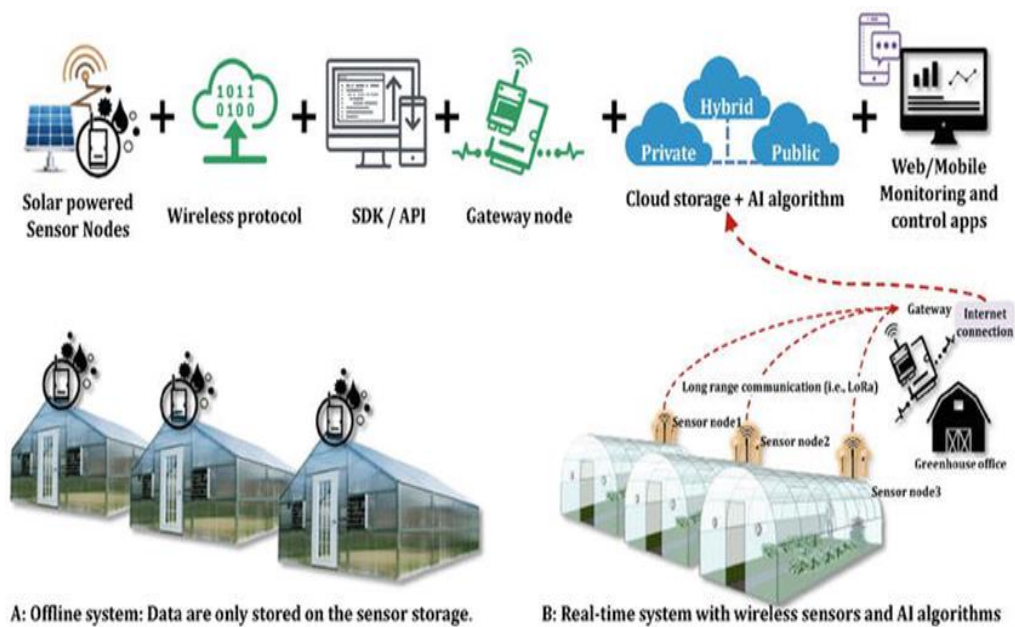 1011
0100
Hybrid
Private
Public
Solar powered
Sensor Nodes
Wireless protocol
SDK / API
Gateway node
Cloud storage + AI algorithm
Web/Mobile
Monitoring and
control apps
Gateway
Internet
connection
Long range communication (i.e., LoRa)
Sensor node1
Sensor node2
Sensor node3
Greenhouse office
A: Offline system: Data are only stored on the sensor storage.
B: Real-time system with wireless sensors and AI algorithms